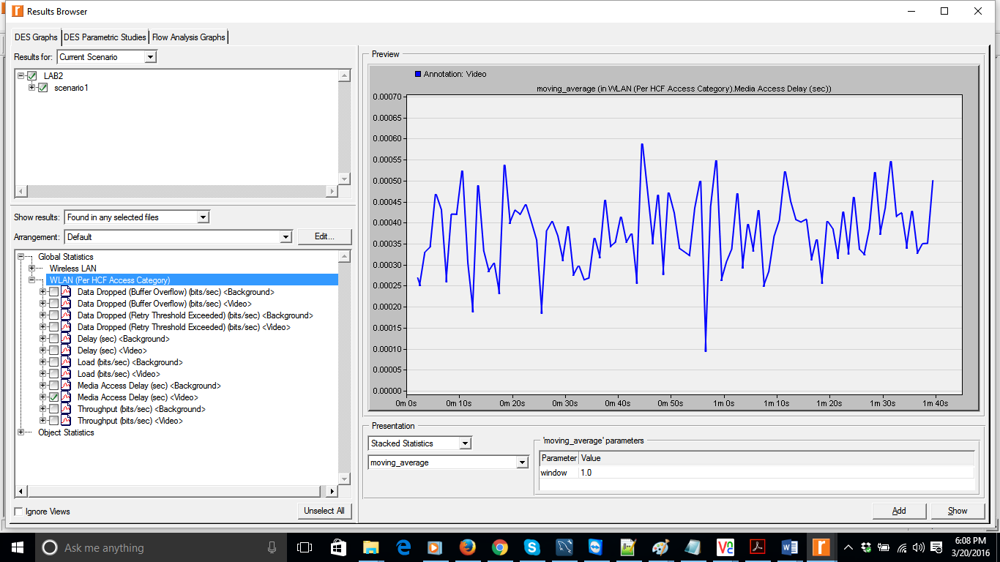 Results Browser
DES Graphs DES Parametric Studies Flow Analysis Graphs
Results for: Current Scenario
LAB2
scenario1
Show results: Found in any selected files
Arrangement: Default Edit...
Global Statistics
Wireless LAN
WLAN (Per HCF Access Category)
Data Dropped (Buffer Overflow) (bits/sec) <Background>
Data Dropped (Buffer Overflow) (bits/sec) <Video>
Data Dropped (Retry Threshold Exceeded) (bits/sec) <Background>
Data Dropped (Retry Threshold Exceeded) (bits/sec) <Video>
Delay (sec) <Background>
Delay (sec) <Video>
Load (bits/sec) <Background>
Load (bits/sec) <Video>
Media Access Delay (sec) <Background>
Media Access Delay (sec) <Video>
Throughput (bits/sec) <Background>
Throughput (bits/sec) <Video>
Object Statistics
Ignore Views Unselect All
Preview
Annotation: Video
moving_average (in WLAN (Per HCF Access Category).Media Access Delay (sec))
0.00070
0.00065
0.00060
0.00055
0.00050
0.00045
0.00040
0.00035
0.00030
0.00025
0.00020
0.00015
0.00010
0.00005
0.00000
0m 0s 0m 10s 0m 20s 0m 30s 0m 40s 0m 50s 1m 0s 1m 10s 1m 20s 1m 30s 1m 40s
Presentation
Stacked Statistics
moving_average
'moving_average' parameters
Parameter Value
window 1.0
Add Show
Ask me anything
6:08 PM
3/20/2016